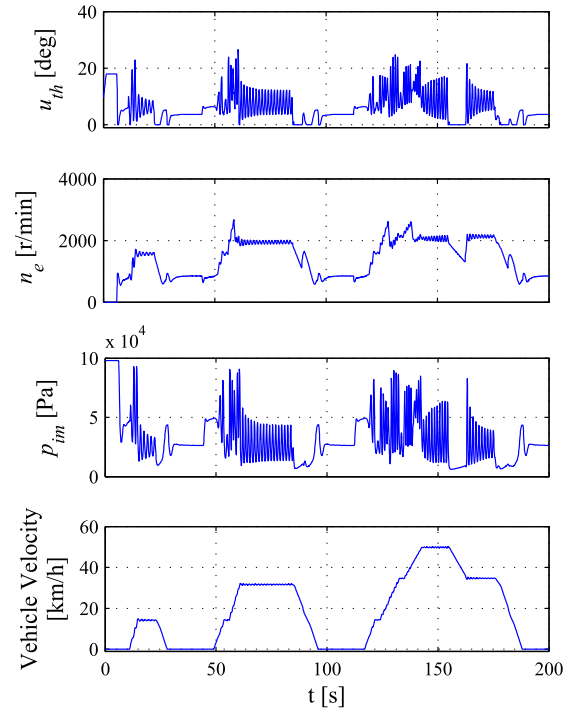 40
20
0
u_th [deg]
4000
2000
0
n_e [r/min]
x 10^4
10
5
0
p_im [Pa]
60
40
20
0
Vehicle Velocity
[km/h]
0 50 100 150 200
t [s]